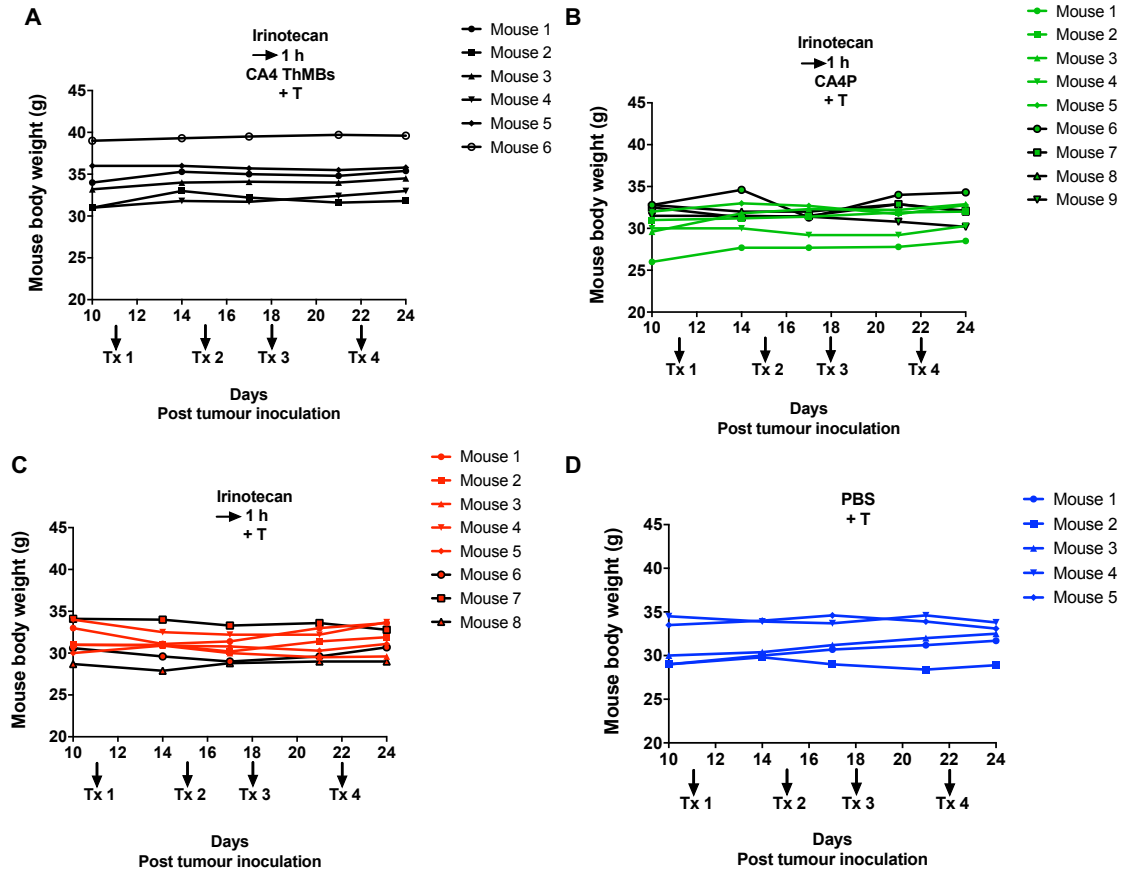 A
Irinotecan
1 h
CA4 ThMBs
+ T
Mouse 1
Mouse 2
Mouse 3
Mouse 4
Mouse 5
Mouse 6
Mouse body weight (g)
45
40
35
30
25
20
10 12 14 16 18 20 22 24
Tx 1 Tx 2 Tx 3 Tx 4
Days
Post tumour inoculation
B
Irinotecan
1 h
CA4P
+ T
Mouse 1
Mouse 2
Mouse 3
Mouse 4
Mouse 5
Mouse 6
Mouse 7
Mouse 8
Mouse 9
Mouse body weight (g)
45
40
35
30
25
20
10 12 14 16 18 20 22 24
Tx 1 Tx 2 Tx 3 Tx 4
Days
Post tumour inoculation
C
Irinotecan
1 h
+ T
Mouse 1
Mouse 2
Mouse 3
Mouse 4
Mouse 5
Mouse 6
Mouse 7
Mouse 8
Mouse body weight (g)
45
40
35
30
25
20
10 12 14 16 18 20 22 24
Tx 1 Tx 2 Tx 3 Tx 4
Days
Post tumour inoculation
D
PBS
+ T
Mouse 1
Mouse 2
Mouse 3
Mouse 4
Mouse 5
Mouse body weight (g)
45
40
35
30
25
20
10 12 14 16 18 20 22 24
Tx 1 Tx 2 Tx 3 Tx 4
Days
Post tumour inoculation